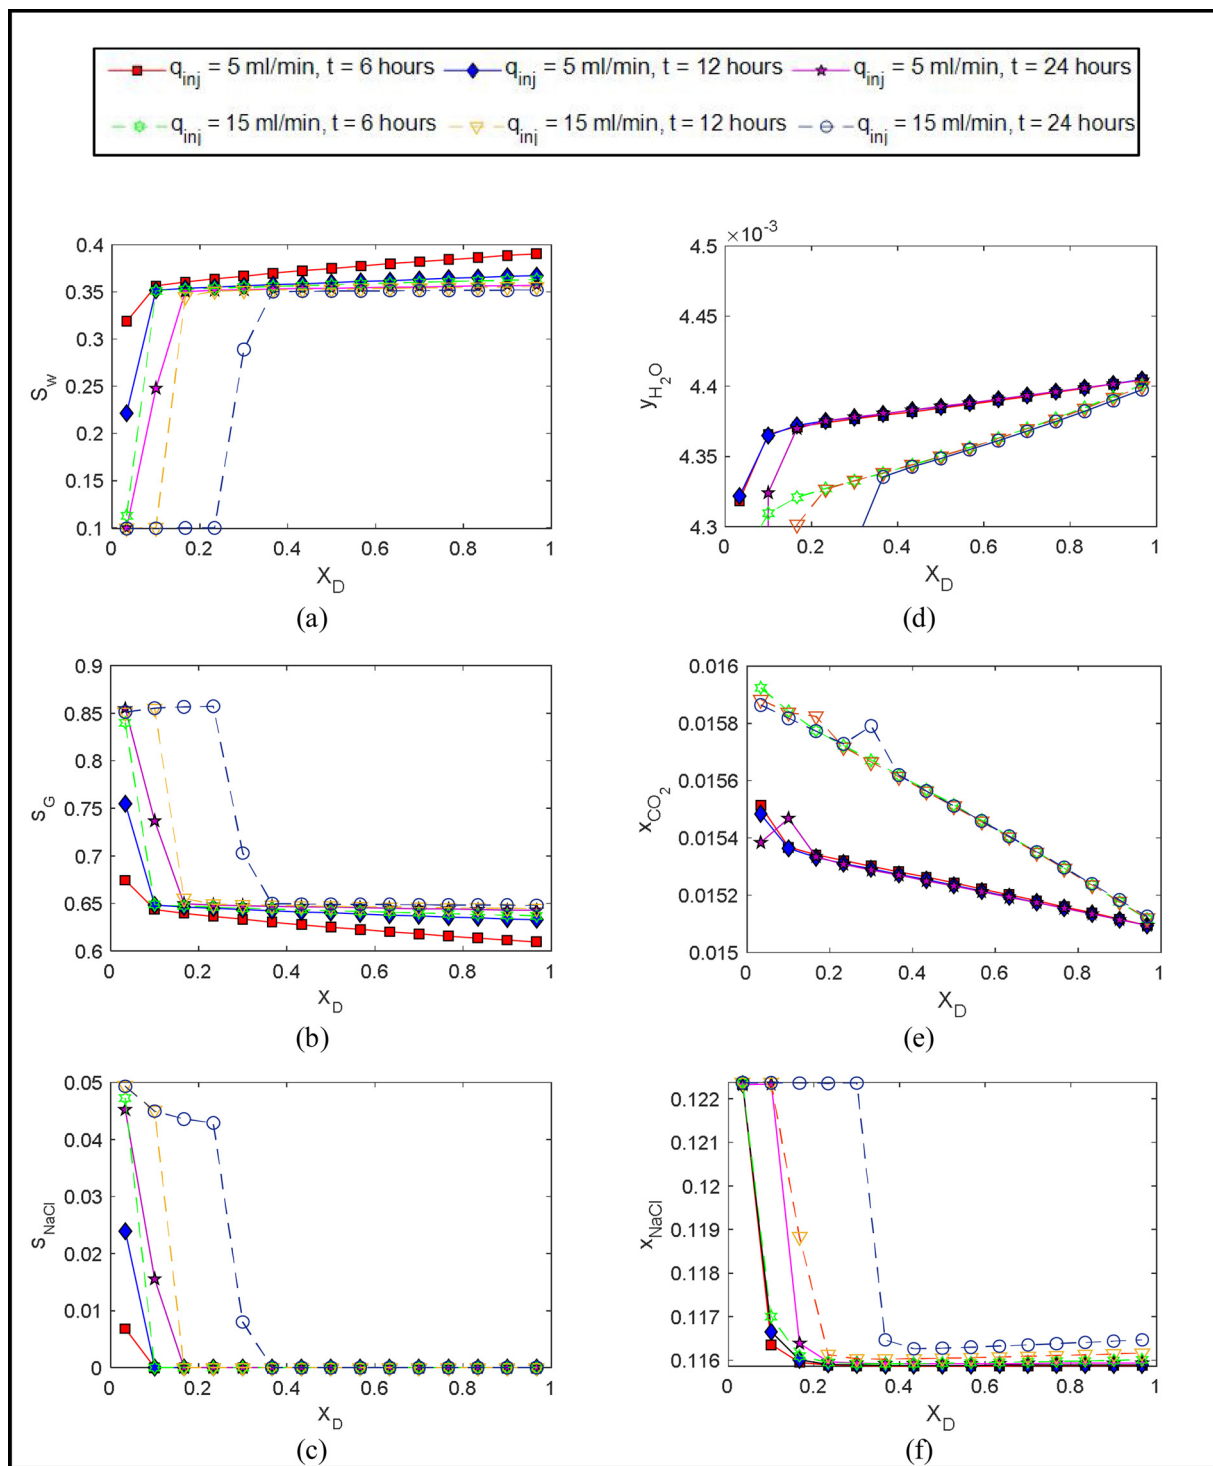 q_inj = 5 ml/min, t = 6 hours q_inj = 5 ml/min, t = 12 hours q_inj = 5 ml/min, t = 24 hours
q_inj = 15 ml/min, t = 6 hours q_inj = 15 ml/min, t = 12 hours q_inj = 15 ml/min, t = 24 hours
0.4
0.35
0.3
0.25
0.2
0.15
0.1
S_w
0 0.2 0.4 0.6 0.8 1
X_D
(a)
×10^-3
4.5
4.45
4.4
4.35
4.3
y_H2O
0 0.2 0.4 0.6 0.8 1
X_D
(d)
0.9
0.85
0.8
0.75
0.7
0.65
0.6
s_G
0 0.2 0.4 0.6 0.8 1
X_D
(b)
0.016
0.0158
0.0156
0.0154
0.0152
0.015
x_CO2
0 0.2 0.4 0.6 0.8 1
X_D
(e)
0.05
0.04
0.03
0.02
0.01
0
s_NaCl
0 0.2 0.4 0.6 0.8 1
X_D
(c)
0.122
0.121
0.12
0.119
0.118
0.117
0.116
x_NaCl
0 0.2 0.4 0.6 0.8 1
X_D
(f)